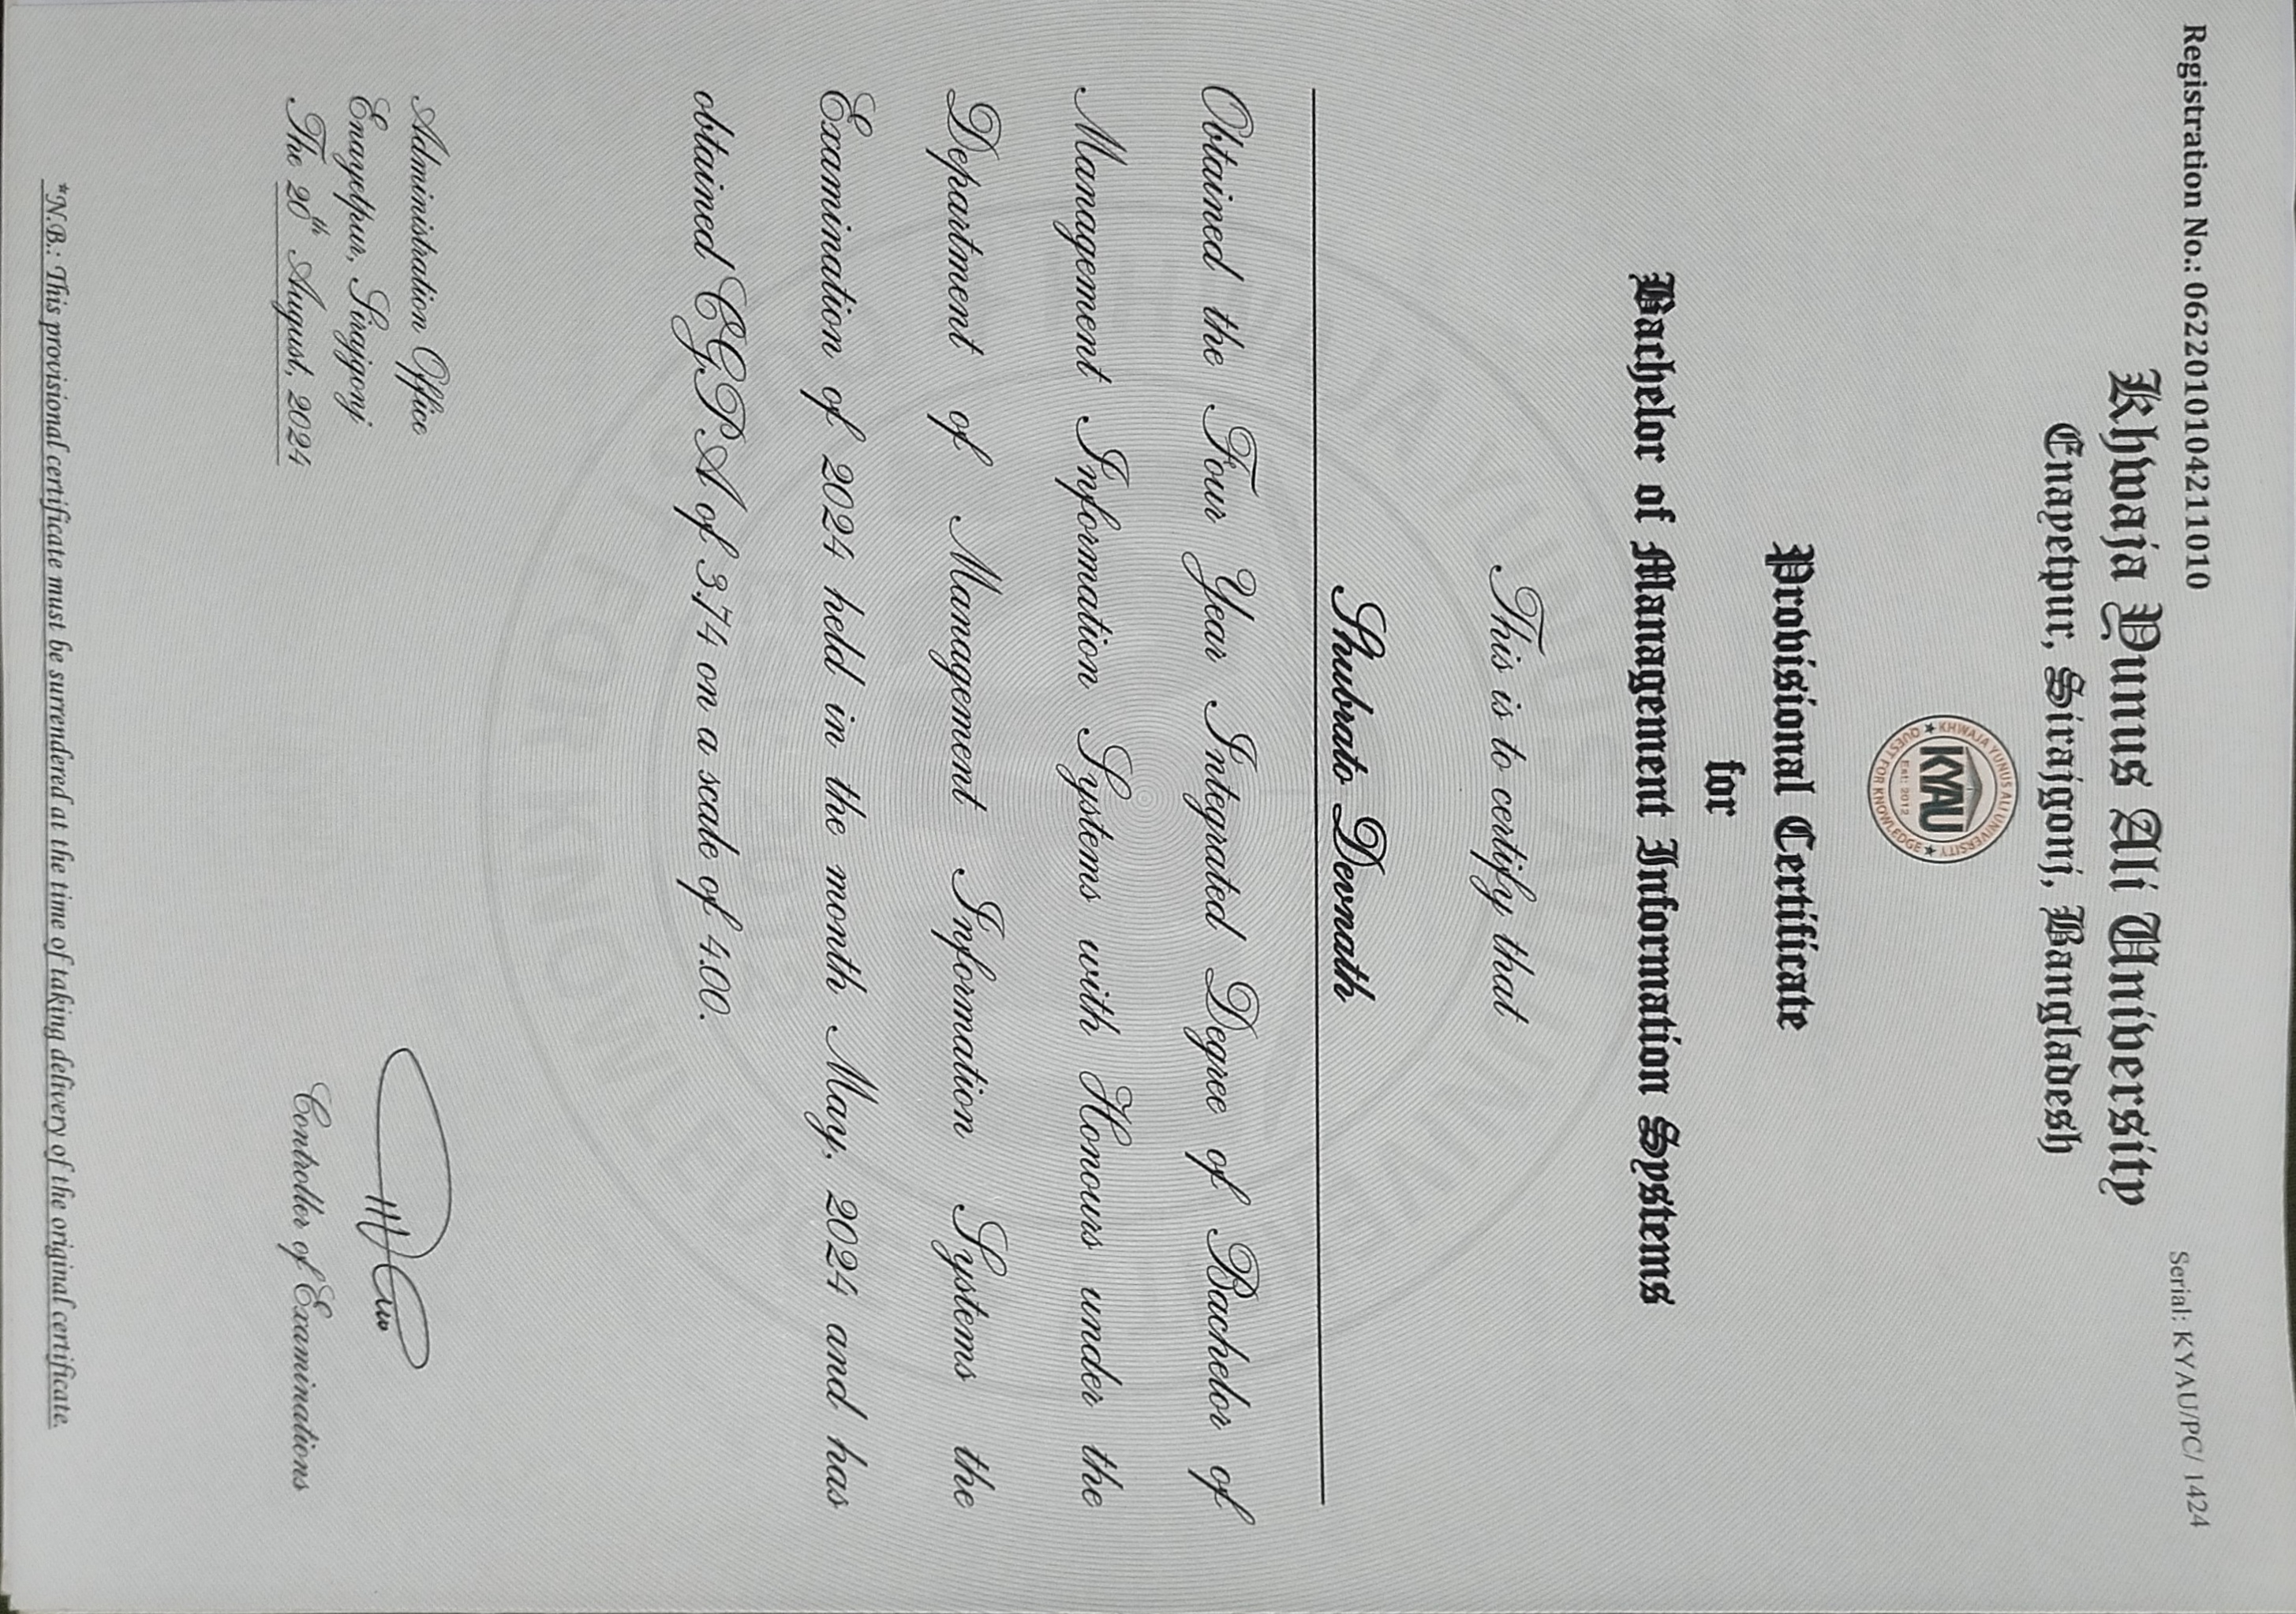 Registration No.: 0622010104211010
Serial: KYAU/PC/ 1424
Khwaja Yunus Ali University
Enayetpur, Sirajgonj, Bangladesh
KHWAJA YUNUS ALI UNIVERSITY
KYAU
Est: 2012
QUEST FOR KNOWLEDGE
Provisional Certificate
for
Bachelor of Management Information Systems
This is to certify that
Shubrato Devnath
Obtained the Four Year Integrated Degree of Bachelor of
Management Information Systems with Honours under the
Department of Management Information Systems the
Examination of 2024 held in the month May, 2024 and has
obtained CGPA of 3.74 on a scale of 4.00.
Administration Office
Enayetpur, Sirajgonj
The 20th August, 2024
Controller of Examinations
*N.B.: This provisional certificate must be surrendered at the time of taking delivery of the original certificate.